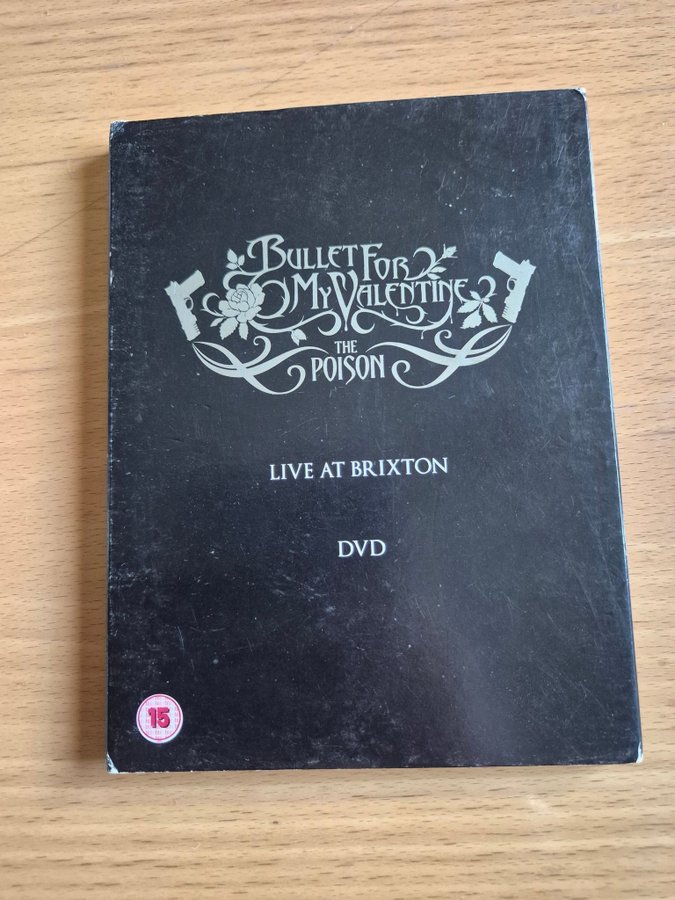 BULLET FOR
MY VALENTINE
THE
POISON
LIVE AT BRIXTON
DVD
15